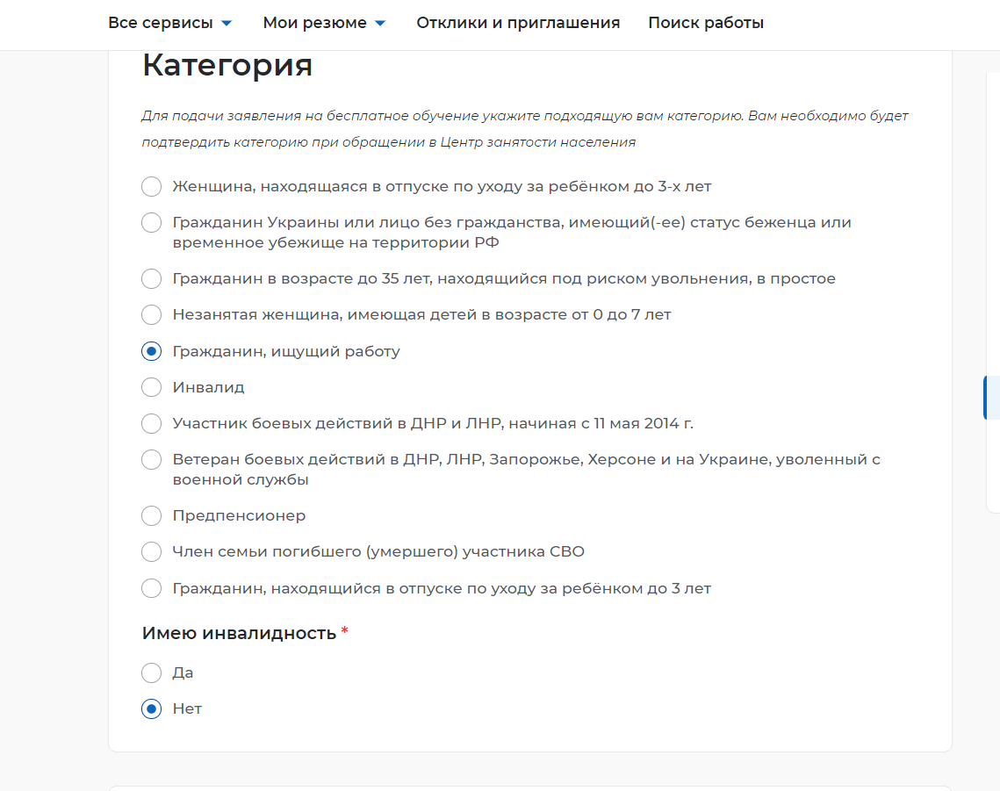 Все сервисы Мои резюме Отклики и приглашения Поиск работы
Категория
Для подачи заявления на бесплатное обучение укажите подходящую вам категорию. Вам необходимо будет
подтвердить категорию при обращении в Центр занятости населения
Женщина, находящаяся в отпуске по уходу за ребёнком до 3-х лет
Гражданин Украины или лицо без гражданства, имеющий(-ее) статус беженца или
временное убежище на территории РФ
Гражданин в возрасте до 35 лет, находящийся под риском увольнения, в простое
Незанятая женщина, имеющая детей в возрасте от 0 до 7 лет
Гражданин, ищущий работу
Инвалид
Участник боевых действий в ДНР и ЛНР, начиная с 11 мая 2014 г.
Ветеран боевых действий в ДНР, ЛНР, Запорожье, Херсоне и на Украине, уволенный с
военной службы
Предпенсионер
Член семьи погибшего (умершего) участника СВО
Гражданин, находящийся в отпуске по уходу за ребёнком до 3 лет
Имею инвалидность *
Да
Нет